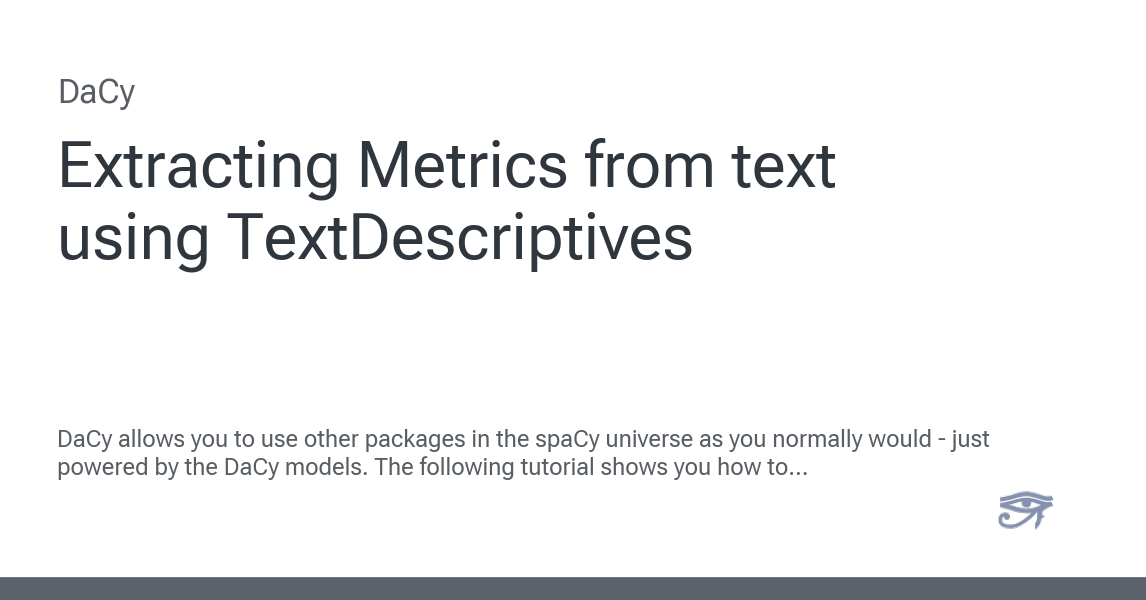 DaCy
Extracting Metrics from text
using TextDescriptives
DaCy allows you to use other packages in the spaCy universe as you normally would - just
powered by the DaCy models. The following tutorial shows you how to...